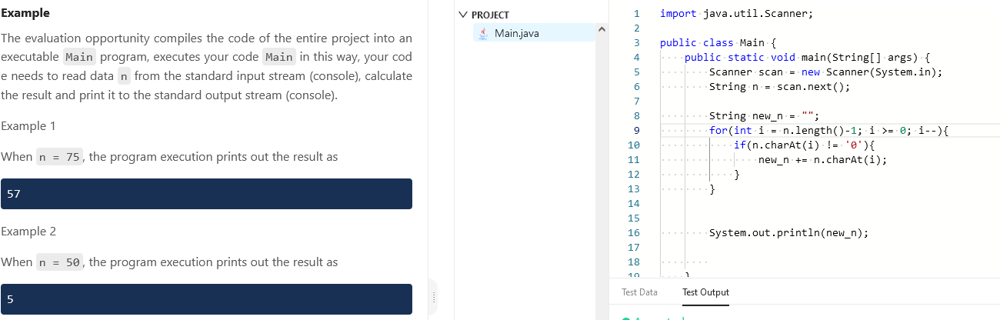 Example
The evaluation opportunity compiles the code of the entire project into an
executable Main program, executes your code Main in this way, your cod
e needs to read data n from the standard input stream (console), calculate
the result and print it to the standard output stream (console).
Example 1
When n = 75, the program execution prints out the result as
57
Example 2
When n = 50, the program execution prints out the result as
5
PROJECT
Main.java
1 import java.util.Scanner;
2
3 public class Main {
4 public static void main(String[] args) {
5 Scanner scan = new Scanner(System.in);
6 String n = scan.next();
7
8 String new_n = "";
9 for(int i = n.length()-1; i >= 0; i--){
10 if(n.charAt(i) != '0'){
11 new_n += n.charAt(i);
12 }
13 }
14
15
16 System.out.println(new_n);
17
18
19 }
Test Data Test Output